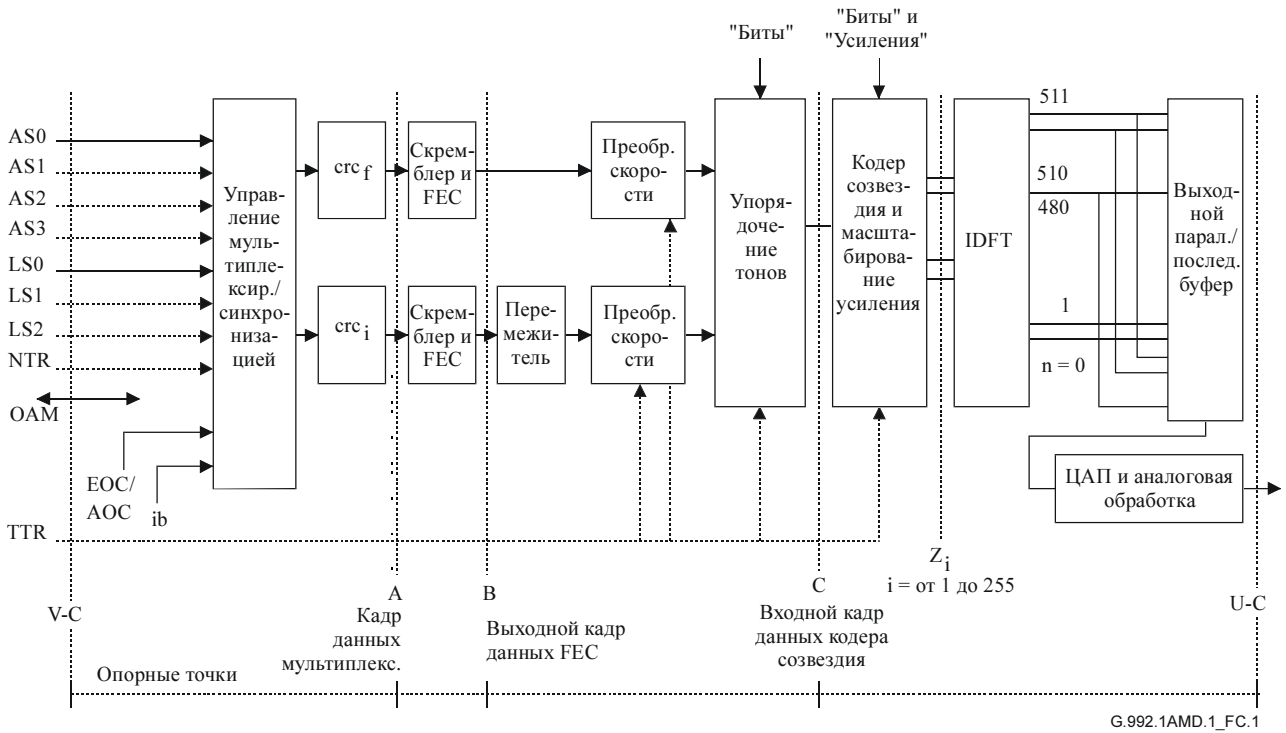 "Биты"
"Биты" и
"Усиления"
AS0
AS1
AS2
AS3
LS0
LS1
LS2
NTR
OAM
EOC/
AOC
ib
TTR
Управ-
ление
муль-
типле-
ксир./
синхро-
низа-
цией
crc f
Скрем-
блер и
FEC
Преобр.
скоро-
сти
crc i
Скрем-
блер и
FEC
Пере-
межи-
тель
Преобр.
скоро-
сти
Упоря-
дочение
тонов
Кодер
созвез-
дия и
масшта-
бирова-
ние
усиления
IDFT
511
510
480
1
n = 0
Выход-
ной
парал./
послед.
буфер
ЦАП и аналоговая
обработка
Zi
i = от 1 до 255
V-C
A
Кадр
данных
мультиплекс.
B
Выходной кадр
данных FEC
C
Входной кадр
данных кодера
созвездия
U-C
Опорные точки
G.992.1AMD.1_FC.1